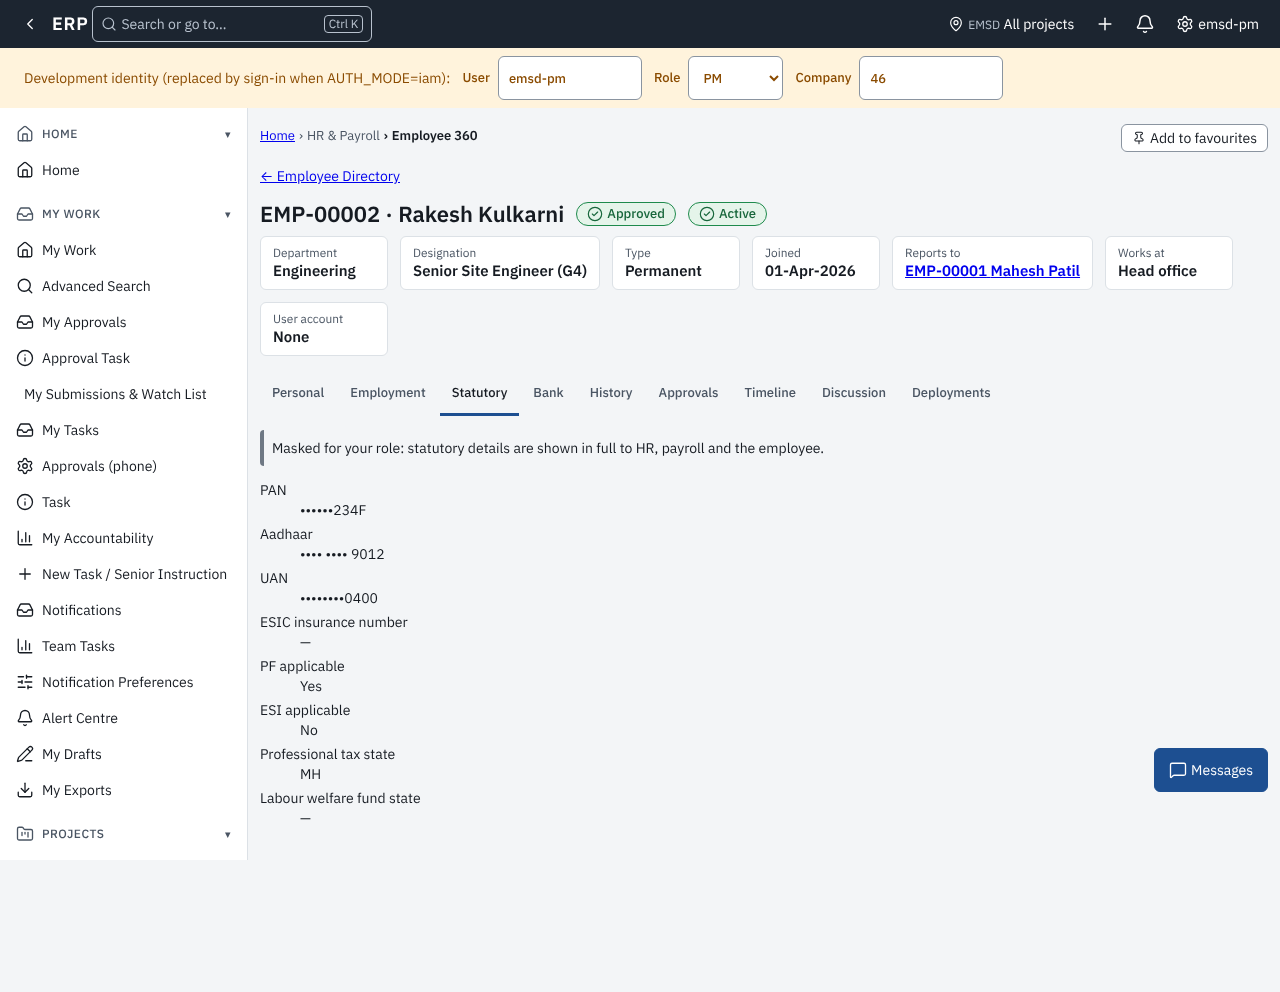 ERP
Search or go to...
Ctrl K
EMSD All projects
emsd-pm
Development identity (replaced by sign-in when AUTH_MODE=iam):
User
emsd-pm
Role
PM
Company
46
HOME
Home
MY WORK
My Work
Advanced Search
My Approvals
Approval Task
My Submissions & Watch List
My Tasks
Approvals (phone)
Task
My Accountability
New Task / Senior Instruction
Notifications
Team Tasks
Notification Preferences
Alert Centre
My Drafts
My Exports
PROJECTS
Home › HR & Payroll › Employee 360
Add to favourites
← Employee Directory
EMP-00002 · Rakesh Kulkarni
Approved
Active
Department
Engineering
Designation
Senior Site Engineer (G4)
Type
Permanent
Joined
01-Apr-2026
Reports to
EMP-00001 Mahesh Patil
Works at
Head office
User account
None
Personal
Employment
Statutory
Bank
History
Approvals
Timeline
Discussion
Deployments
Masked for your role: statutory details are shown in full to HR, payroll and the employee.
PAN
••••••234F
Aadhaar
•••• •••• 9012
UAN
••••••••0400
ESIC insurance number
—
PF applicable
Yes
ESI applicable
No
Professional tax state
MH
Labour welfare fund state
—
Messages